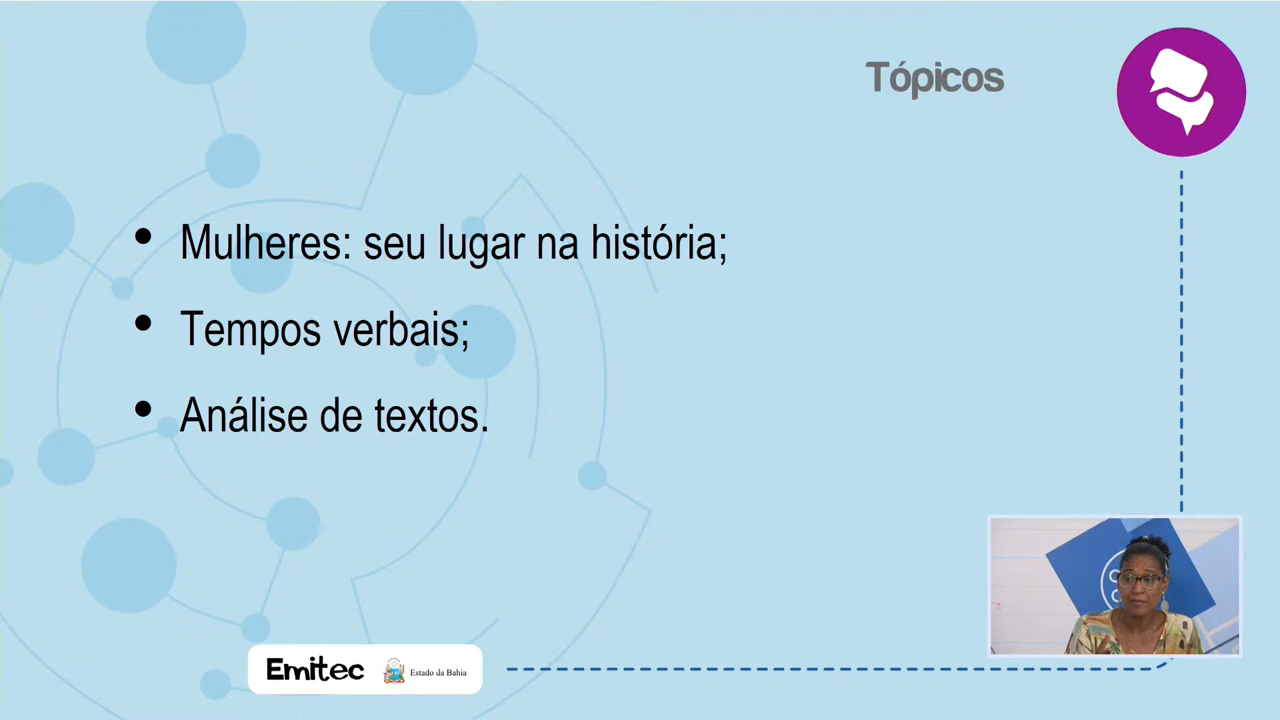 Tópicos
• Mulheres: seu lugar na história;
• Tempos verbais;
• Análise de textos.
Emitec
Estado da Bahia